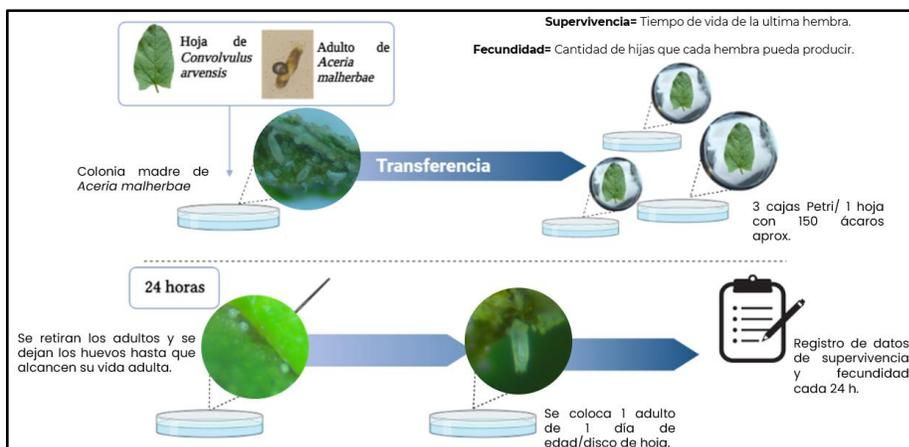 Supervivencia= Tiempo de vida de la ultima hembra.
Fecundidad= Cantidad de hijas que cada hembra pueda producir.
Hoja de
Convolvulus
arvensis
Adulto de
Aceria
malherbae
Colonia madre de
Aceria malherbae
Transferencia
3 cajas Petri/ 1 hoja
con 150 ácaros
aprox.
24 horas
Se retiran los adultos y se
dejan los huevos hasta que
alcancen su vida adulta.
Se coloca 1 adulto
de 1 día de
edad/disco de hoja.
Registro de datos
de supervivencia
y fecundidad
cada 24 h.